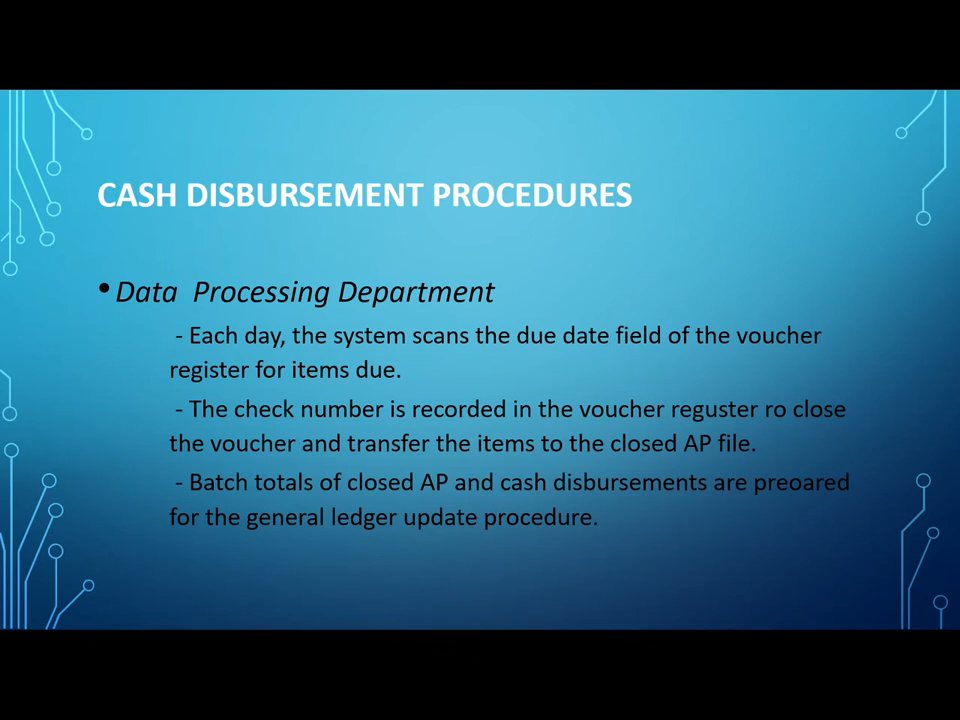 CASH DISBURSEMENT PROCEDURES
• Data Processing Department
- Each day, the system scans the due date field of the voucher
register for items due.
- The check number is recorded in the voucher reguster ro close
the voucher and transfer the items to the closed AP file.
- Batch totals of closed AP and cash disbursements are preoared
for the general ledger update procedure.